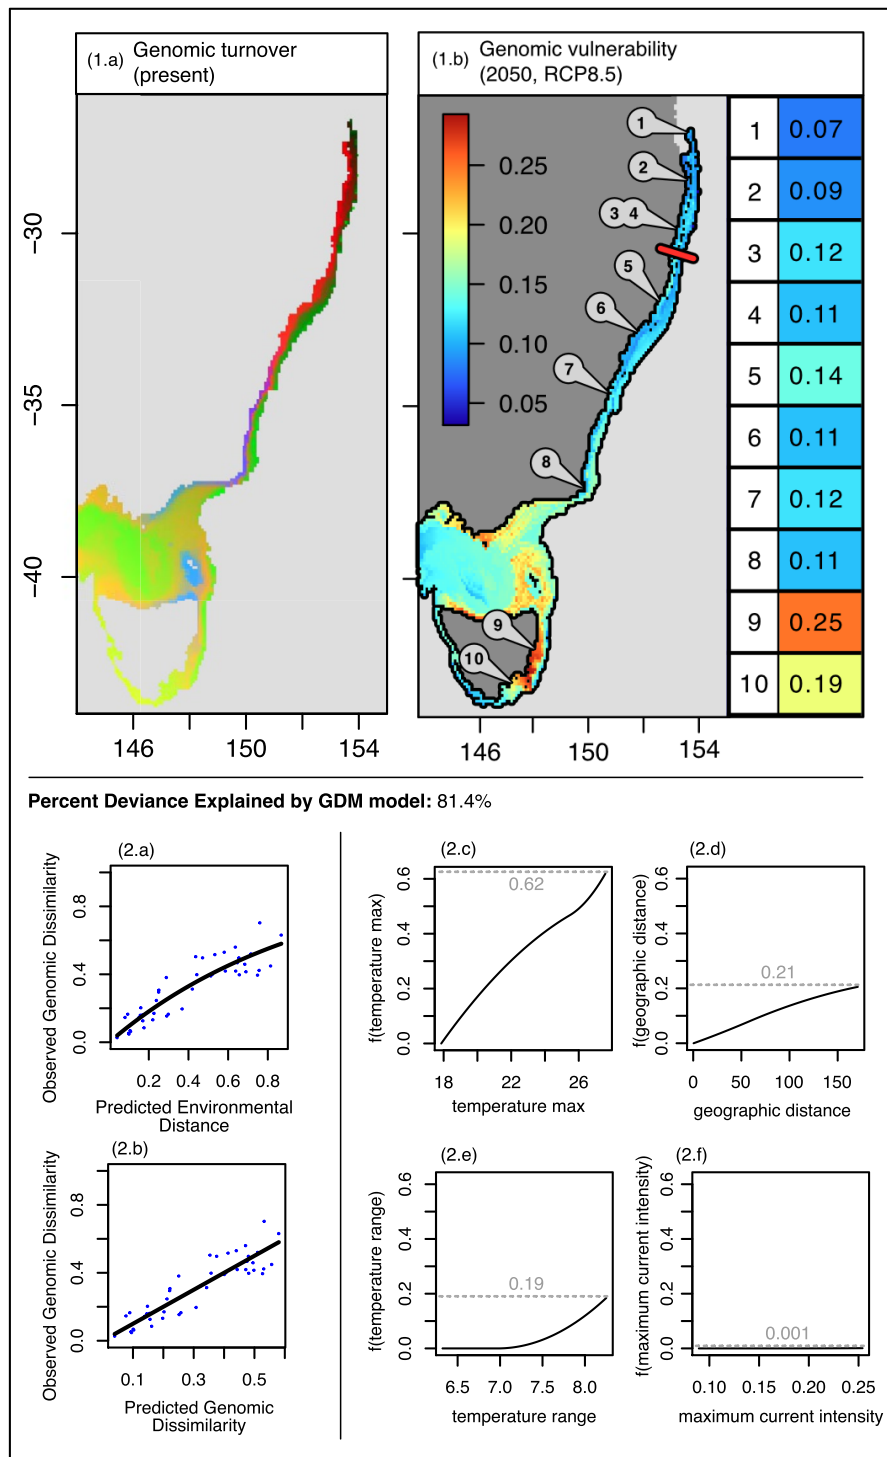 (1.a) Genomic turnover
(present)
(1.b) Genomic vulnerability
(2050, RCP8.5)
−30
−35
−40
146
150
154
0.25
0.20
0.15
0.10
0.05
1
2
3 4
5
6
7
8
9
10
146
150
154
1 0.07
2 0.09
3 0.12
4 0.11
5 0.14
6 0.11
7 0.12
8 0.11
9 0.25
10 0.19
Percent Deviance Explained by GDM model: 81.4%
(2.a)
Observed Genomic Dissimilarity
0.8
0.4
0.0
0.2 0.4 0.6 0.8
Predicted Environmental
Distance
(2.b)
Observed Genomic Dissimilarity
0.8
0.4
0.0
0.1 0.3 0.5
Predicted Genomic
Dissimilarity
(2.c)
f(temperature max)
0.6
0.4
0.2
0.0
0.62
18 22 26
temperature max
(2.d)
f(geographic distance)
0.6
0.4
0.2
0.0
0.21
0 50 100 150
geographic distance
(2.e)
f(temperature range)
0.6
0.4
0.2
0.0
0.19
6.5 7.0 7.5 8.0
temperature range
(2.f)
f(maximum current intensity)
0.6
0.4
0.2
0.0
0.001
0.10 0.15 0.20 0.25
maximum current intensity